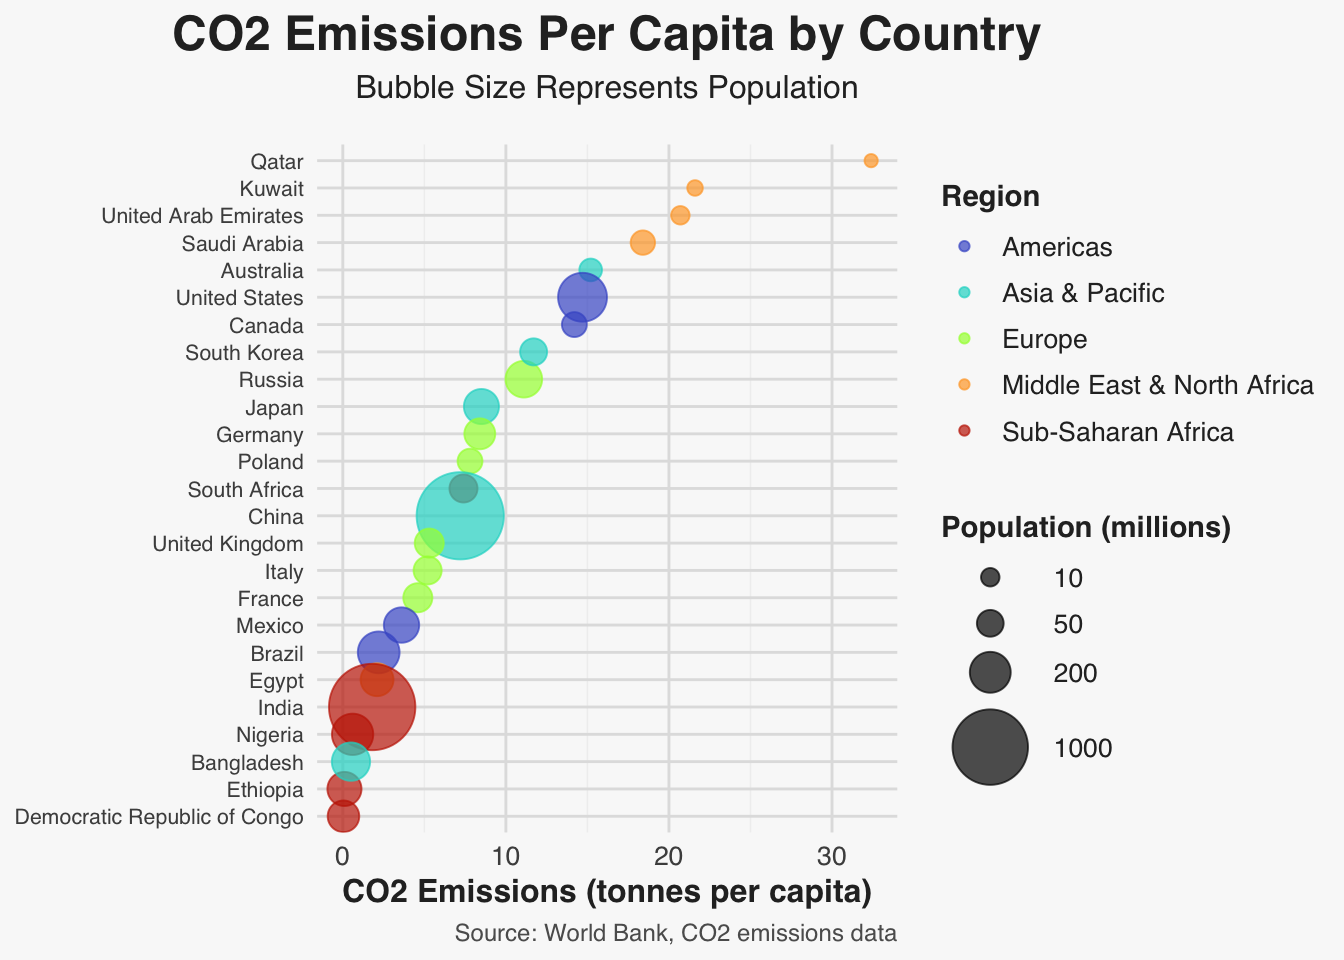 CO2 Emissions Per Capita by Country
Bubble Size Represents Population
Qatar
Kuwait
United Arab Emirates
Saudi Arabia
Australia
United States
Canada
South Korea
Russia
Japan
Germany
Poland
South Africa
China
United Kingdom
Italy
France
Mexico
Brazil
Egypt
India
Nigeria
Bangladesh
Ethiopia
Democratic Republic of Congo
0 10 20 30
CO2 Emissions (tonnes per capita)
Source: World Bank, CO2 emissions data
Region
Americas
Asia & Pacific
Europe
Middle East & North Africa
Sub-Saharan Africa
Population (millions)
10
50
200
1000